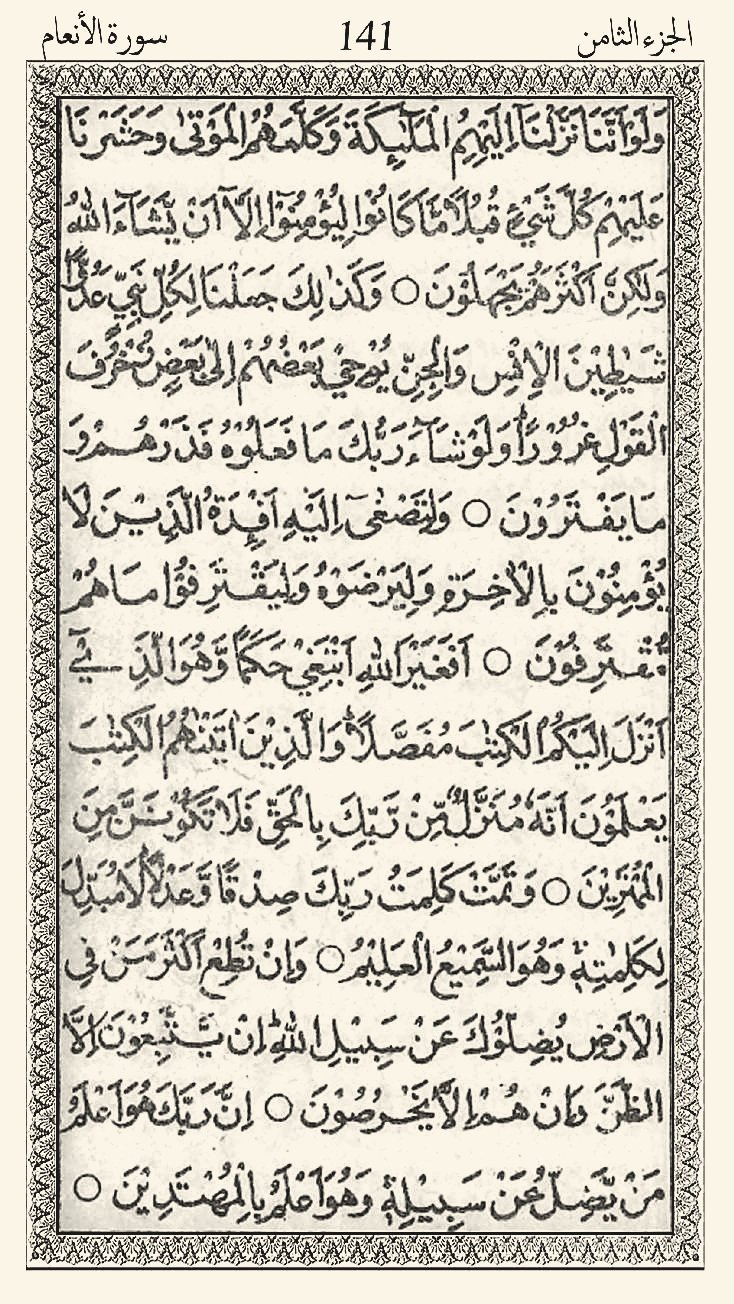 الجزء الثامن 141 سورة الأنعام
وَلَوْ اَنَّنَا نَزَّلْنَاۤ اِلَيْهِمُ الْمَلٰٓئِكَةَ وَكَلَّمَهُمُ الْمَوْتٰى وَحَشَرْنَا
عَلَيْهِمْ كُلَّ شَيْءٍ قُبُلًا مَّا كَانُوْا لِيُؤْمِنُوْۤا اِلَّاۤ اَنْ يَّشَآءَ اللّٰهُ
وَلٰكِنَّ اَكْثَرَهُمْ يَجْهَلُوْنَ ○ وَكَذٰلِكَ جَعَلْنَا لِكُلِّ نَبِيٍّ عَدُوًّا
شَيٰطِيْنَ الْاِنْسِ وَالْجِنِّ يُوْحِيْ بَعْضُهُمْ اِلٰى بَعْضٍ زُخْرُفَ
الْقَوْلِ غُرُوْرًا ؕ وَلَوْ شَآءَ رَبُّكَ مَا فَعَلُوْهُ فَذَرْهُمْ وَ
مَا يَفْتَرُوْنَ ○ وَلِتَصْغٰۤى اِلَيْهِ اَفْـِٕدَةُ الَّذِيْنَ لَا
يُؤْمِنُوْنَ بِالْاٰخِرَةِ وَلِيَرْضَوْهُ وَلِيَقْتَرِفُوْا مَا هُمْ
مُّقْتَرِفُوْنَ ○ اَفَغَيْرَ اللّٰهِ اَبْتَغِيْ حَكَمًا وَّهُوَ الَّذِيْۤ
اَنْزَلَ اِلَيْكُمُ الْكِتٰبَ مُفَصَّلًا ؕ وَالَّذِيْنَ اٰتَيْنٰهُمُ الْكِتٰبَ
يَعْلَمُوْنَ اَنَّهٗ مُنَزَّلٌ مِّنْ رَّبِّكَ بِالْحَقِّ فَلَا تَكُوْنَنَّ مِنَ
الْمُمْتَرِيْنَ ○ وَتَمَّتْ كَلِمَتُ رَبِّكَ صِدْقًا وَّعَدْلًا ؕ لَا مُبَدِّلَ
لِكَلِمٰتِهٖ ۚ وَهُوَ السَّمِيْعُ الْعَلِيْمُ ○ وَاِنْ تُطِعْ اَكْثَرَ مَنْ فِي
الْاَرْضِ يُضِلُّوْكَ عَنْ سَبِيْلِ اللّٰهِ ؕ اِنْ يَّتَّبِعُوْنَ اِلَّا
الظَّنَّ وَاِنْ هُمْ اِلَّا يَخْرُصُوْنَ ○ اِنَّ رَبَّكَ هُوَ اَعْلَمُ
مَنْ يَّضِلُّ عَنْ سَبِيْلِهٖ ۚ وَهُوَ اَعْلَمُ بِالْمُهْتَدِيْنَ ○